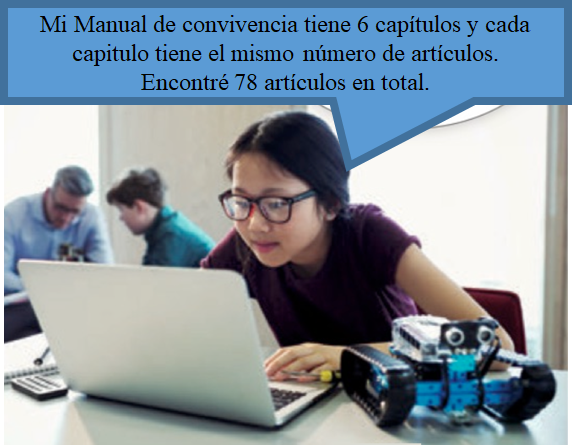 Mi Manual de convivencia tiene 6 capítulos y cada
capitulo tiene el mismo número de artículos.
Encontré 78 artículos en total.